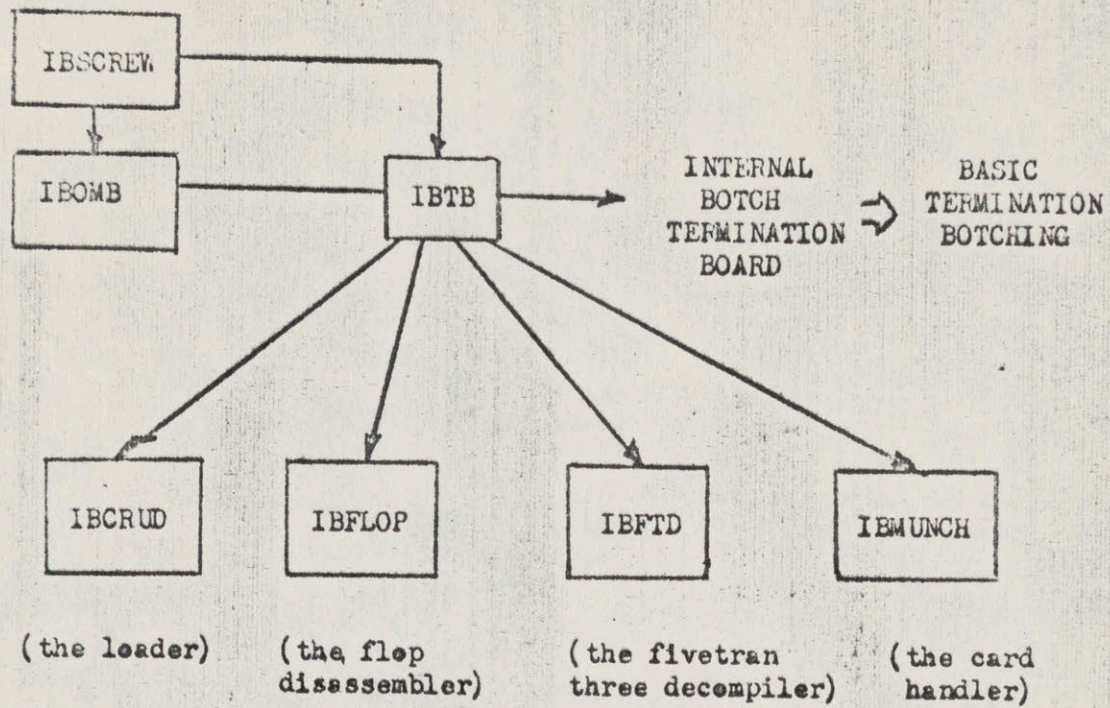 IBSCREW
IBOMB
IBTB
INTERNAL
BOTCH
TERMINATION
BOARD
BASIC
TERMINATION
BOTCHING
IBCRUD
IBFLOP
IBFTD
IBMUNCH
(the loader)
(the flop
disassembler)
(the fivetran
three decompiler)
(the card
handler)